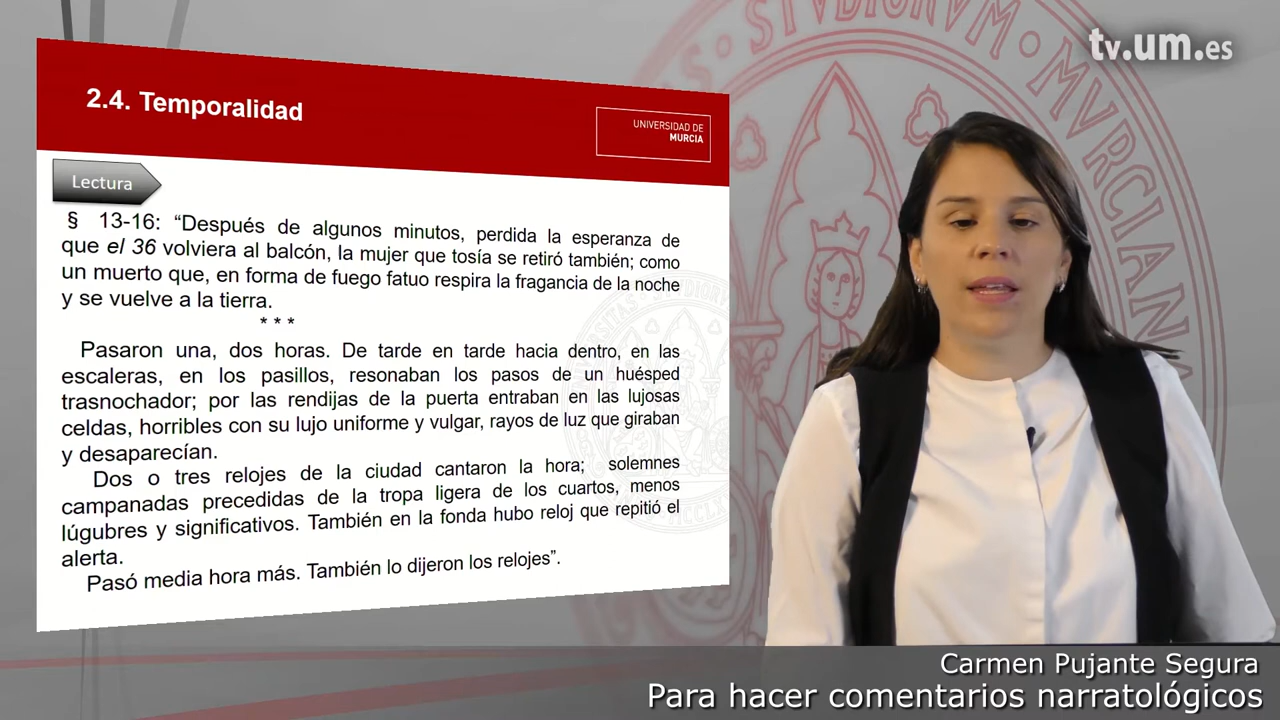 tv.um.es
2.4. Temporalidad
UNIVERSIDAD DE
MURCIA
Lectura
§ 13-16: “Después de algunos minutos, perdida la esperanza de
que el 36 volviera al balcón, la mujer que tosía se retiró también; como
un muerto que, en forma de fuego fatuo respira la fragancia de la noche
y se vuelve a la tierra.
* * *
Pasaron una, dos horas. De tarde en tarde hacia dentro, en las
escaleras, en los pasillos, resonaban los pasos de un huésped
trasnochador; por las rendijas de la puerta entraban en las lujosas
celdas, horribles con su lujo uniforme y vulgar, rayos de luz que giraban
y desaparecían.
Dos o tres relojes de la ciudad cantaron la hora; solemnes
campanadas precedidas de la tropa ligera de los cuartos, menos
lúgubres y significativos. También en la fonda hubo reloj que repitió el
alerta.
Pasó media hora más. También lo dijeron los relojes”.
Carmen Pujante Segura
Para hacer comentarios narratológicos